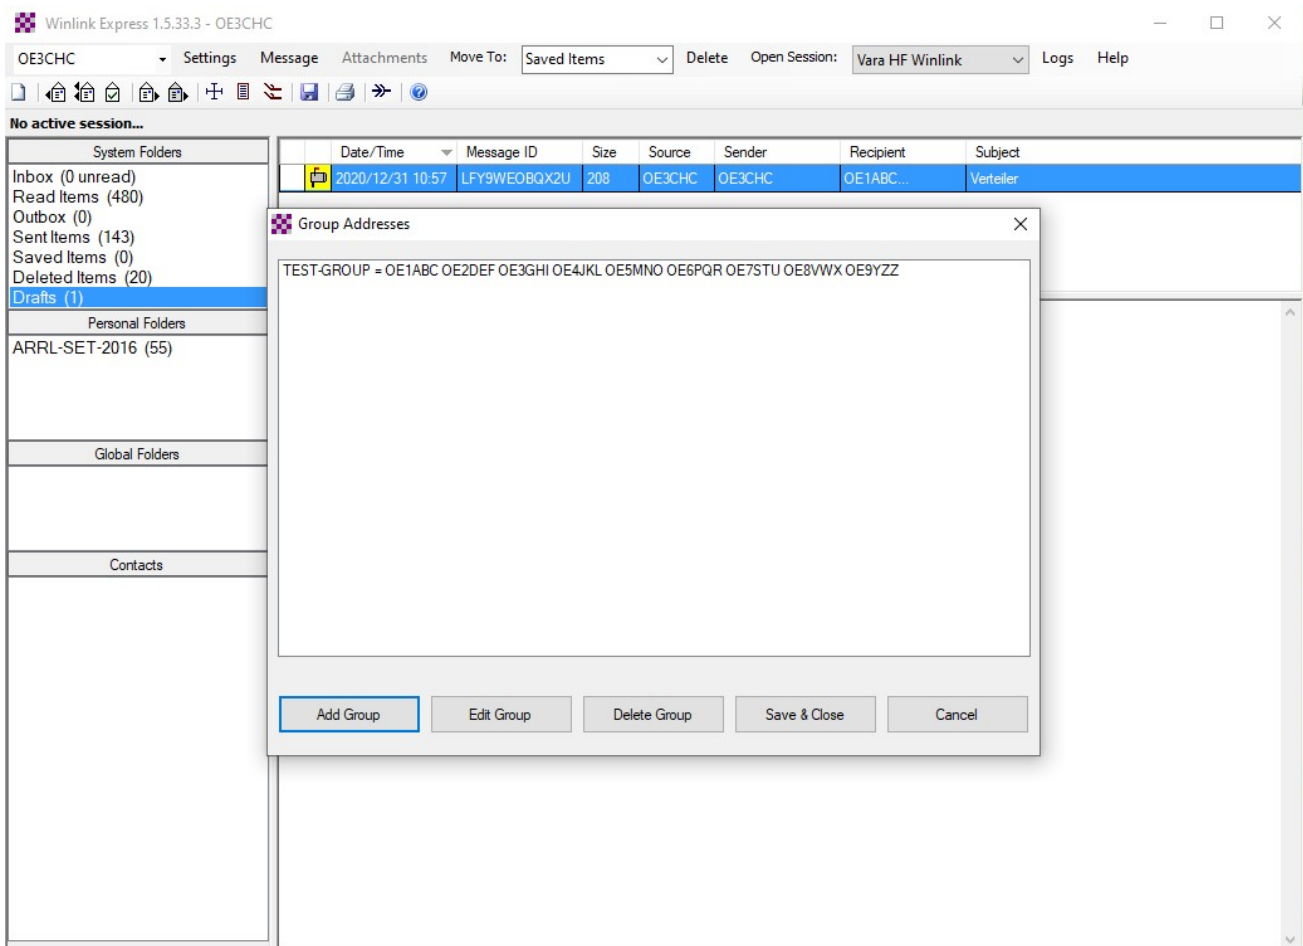 Winlink Express 1.5.33.3 - OE3CHC
OE3CHC Settings Message Attachments Move To: Saved Items Delete Open Session: Vara HF Winlink Logs Help
No active session...
System Folders
Inbox (0 unread)
Read Items (480)
Outbox (0)
Sent Items (143)
Saved Items (0)
Deleted Items (20)
Drafts (1)
Personal Folders
ARRL-SET-2016 (55)
Global Folders
Contacts
Date/Time Message ID Size Source Sender Recipient Subject
2020/12/31 10:57 LFY9WEOBQX2U 208 OE3CHC OE3CHC OE1ABC... Verteiler
Group Addresses
TEST-GROUP = OE1ABC OE2DEF OE3GHI OE4JKL OE5MNO OE6PQR OE7STU OE8VWX OE9YZZ
Add Group Edit Group Delete Group Save & Close Cancel